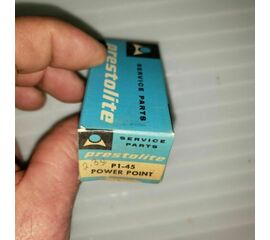 prestolite
SERVICE PARTS
SERVICE
PARTS
prestolite
P1-45
POWER POINT